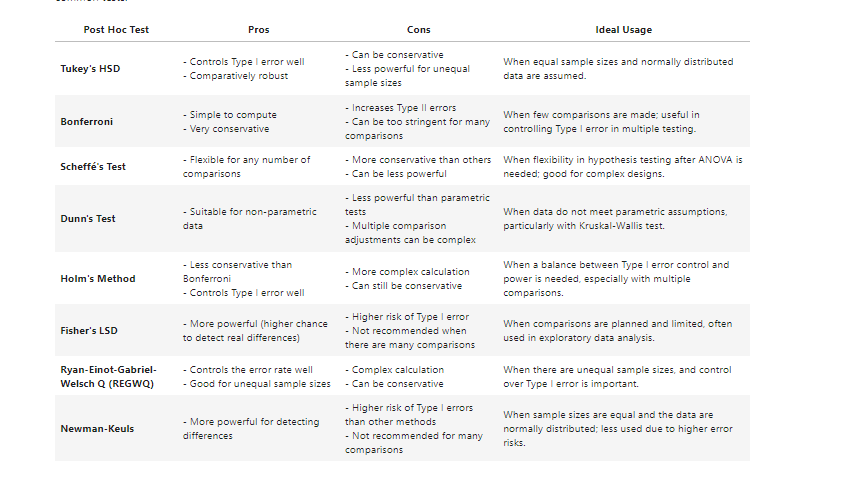 Post Hoc Test Pros Cons Ideal Usage
Tukey's HSD
- Controls Type I error well
- Comparatively robust
- Can be conservative
- Less powerful for unequal
sample sizes
When equal sample sizes and normally distributed
data are assumed.
Bonferroni
- Simple to compute
- Very conservative
- Increases Type II errors
- Can be too stringent for many
comparisons
When few comparisons are made; useful in
controlling Type I error in multiple testing.
Scheffé's Test
- Flexible for any number of
comparisons
- More conservative than others
- Can be less powerful
When flexibility in hypothesis testing after ANOVA is
needed; good for complex designs.
Dunn's Test
- Suitable for non-parametric
data
- Less powerful than parametric
tests
- Multiple comparison
adjustments can be complex
When data do not meet parametric assumptions,
particularly with Kruskal-Wallis test.
Holm's Method
- Less conservative than
Bonferroni
- Controls Type I error well
- More complex calculation
- Can still be conservative
When a balance between Type I error control and
power is needed, especially with multiple
comparisons.
Fisher's LSD
- More powerful (higher chance
to detect real differences)
- Higher risk of Type I error
- Not recommended when
there are many comparisons
When comparisons are planned and limited, often
used in exploratory data analysis.
Ryan-Einot-Gabriel-
Welsch Q (REGWQ)
- Controls the error rate well
- Good for unequal sample sizes
- Complex calculation
- Can be conservative
When there are unequal sample sizes, and control
over Type I error is important.
Newman-Keuls
- More powerful for detecting
differences
- Higher risk of Type I errors
than other methods
- Not recommended for many
comparisons
When sample sizes are equal and the data are
normally distributed; less used due to higher error
risks.